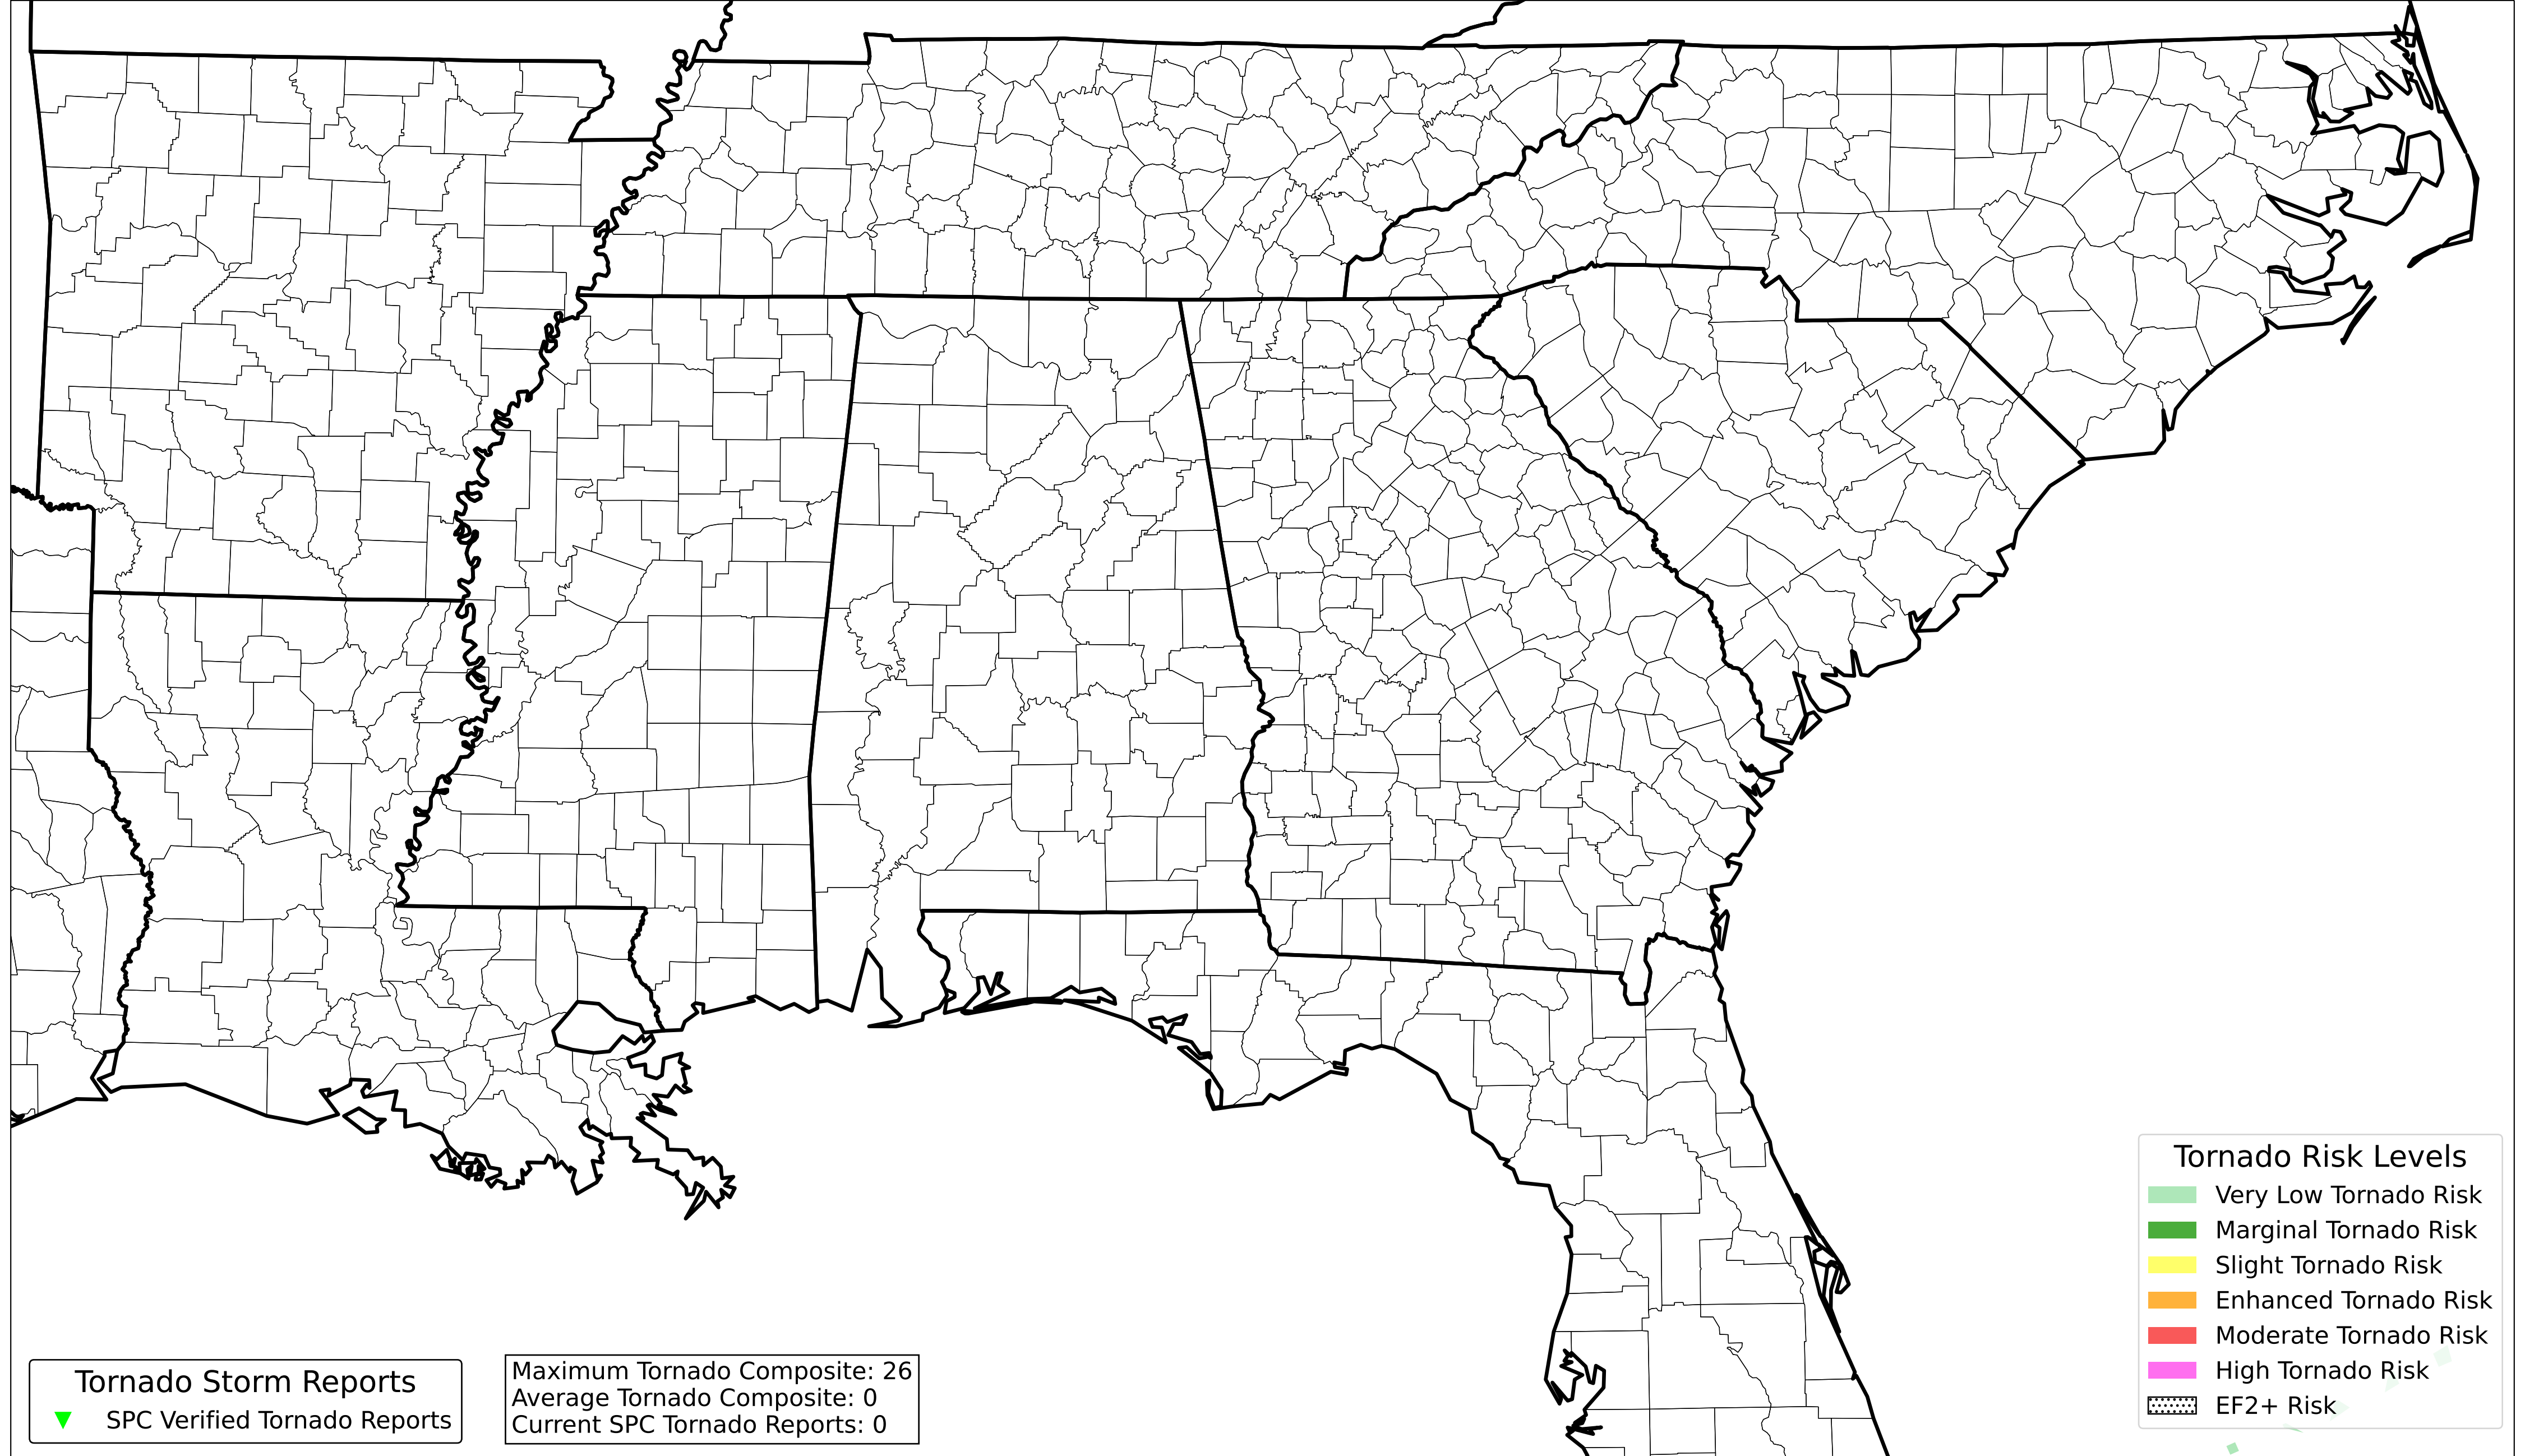 Tornado Risk Levels
Very Low Tornado Risk
Marginal Tornado Risk
Slight Tornado Risk
Enhanced Tornado Risk
Moderate Tornado Risk
High Tornado Risk
EF2+ Risk
Tornado Storm Reports
SPC Verified Tornado Reports
Maximum Tornado Composite: 26
Average Tornado Composite: 0
Current SPC Tornado Reports: 0